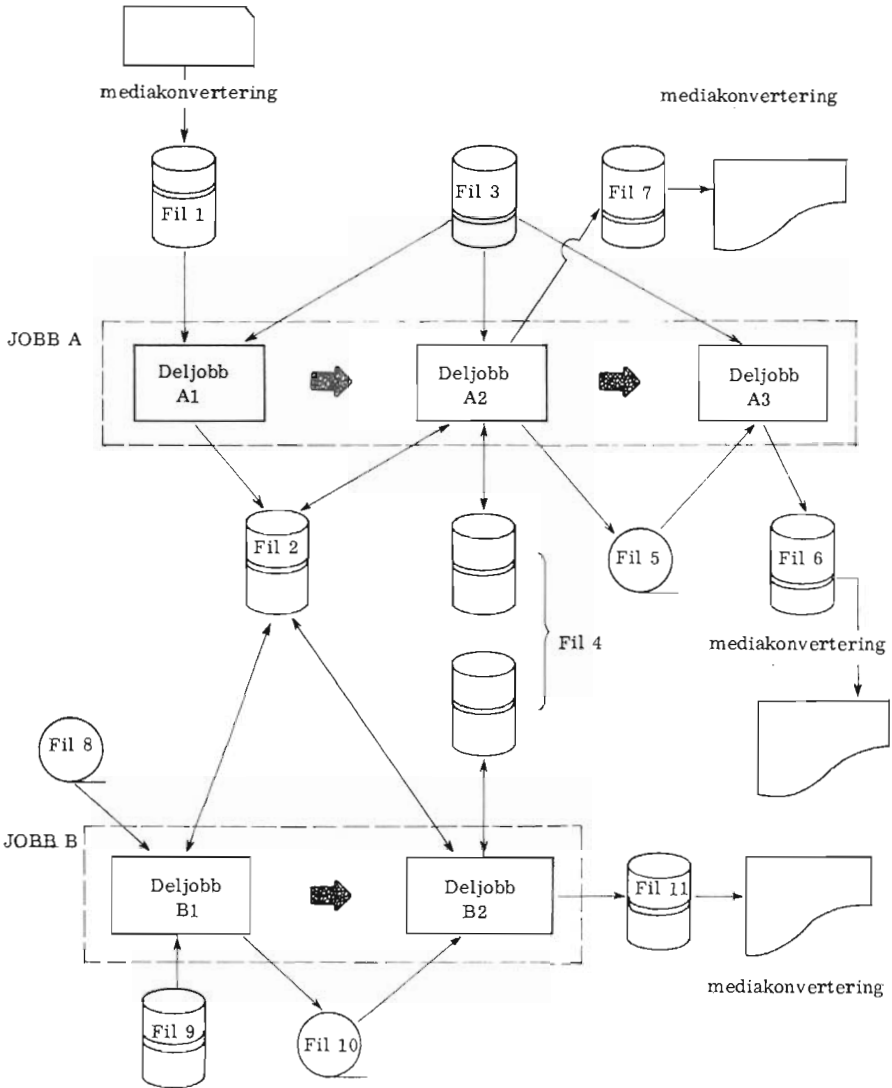 mediakonvertering
mediakonvertering
Fil 1
Fil 3
Fil 7
JOBB A
Deljobb
A1
Deljobb
A2
Deljobb
A3
Fil 2
Fil 5
Fil 6
Fil 4
mediakonvertering
Fil 8
JOBB B
Deljobb
B1
Deljobb
B2
Fil 11
mediakonvertering
Fil 9
Fil 10